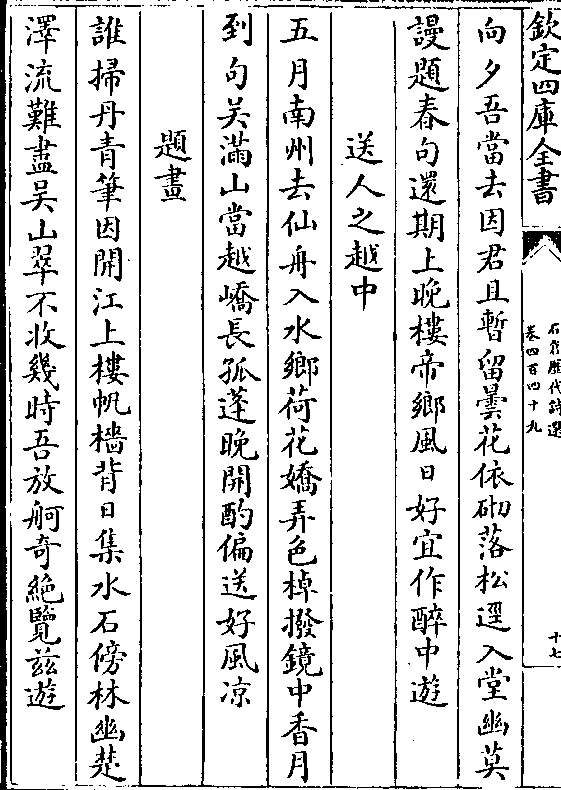 欽定四庫全書
石倉歷代詩選
卷四百四十九
十七
向夕吾當去因君且暫留曇花依砌落松逕入堂幽莫
謾題春句還期上晚樓帝鄉風日好宜作醉中遊
送人之越中
五月南州去仙舟入水鄉荷花嬌弄色棹撥鏡中香月
到句吳滿山當越嶠長孤蓬晚開酌偏送好風凉
題畫
誰掃丹青筆因開江上樓帆檣背日集水石傍林幽楚
澤流難盡吳山翠不收幾時吾放舸奇絶覽兹遊